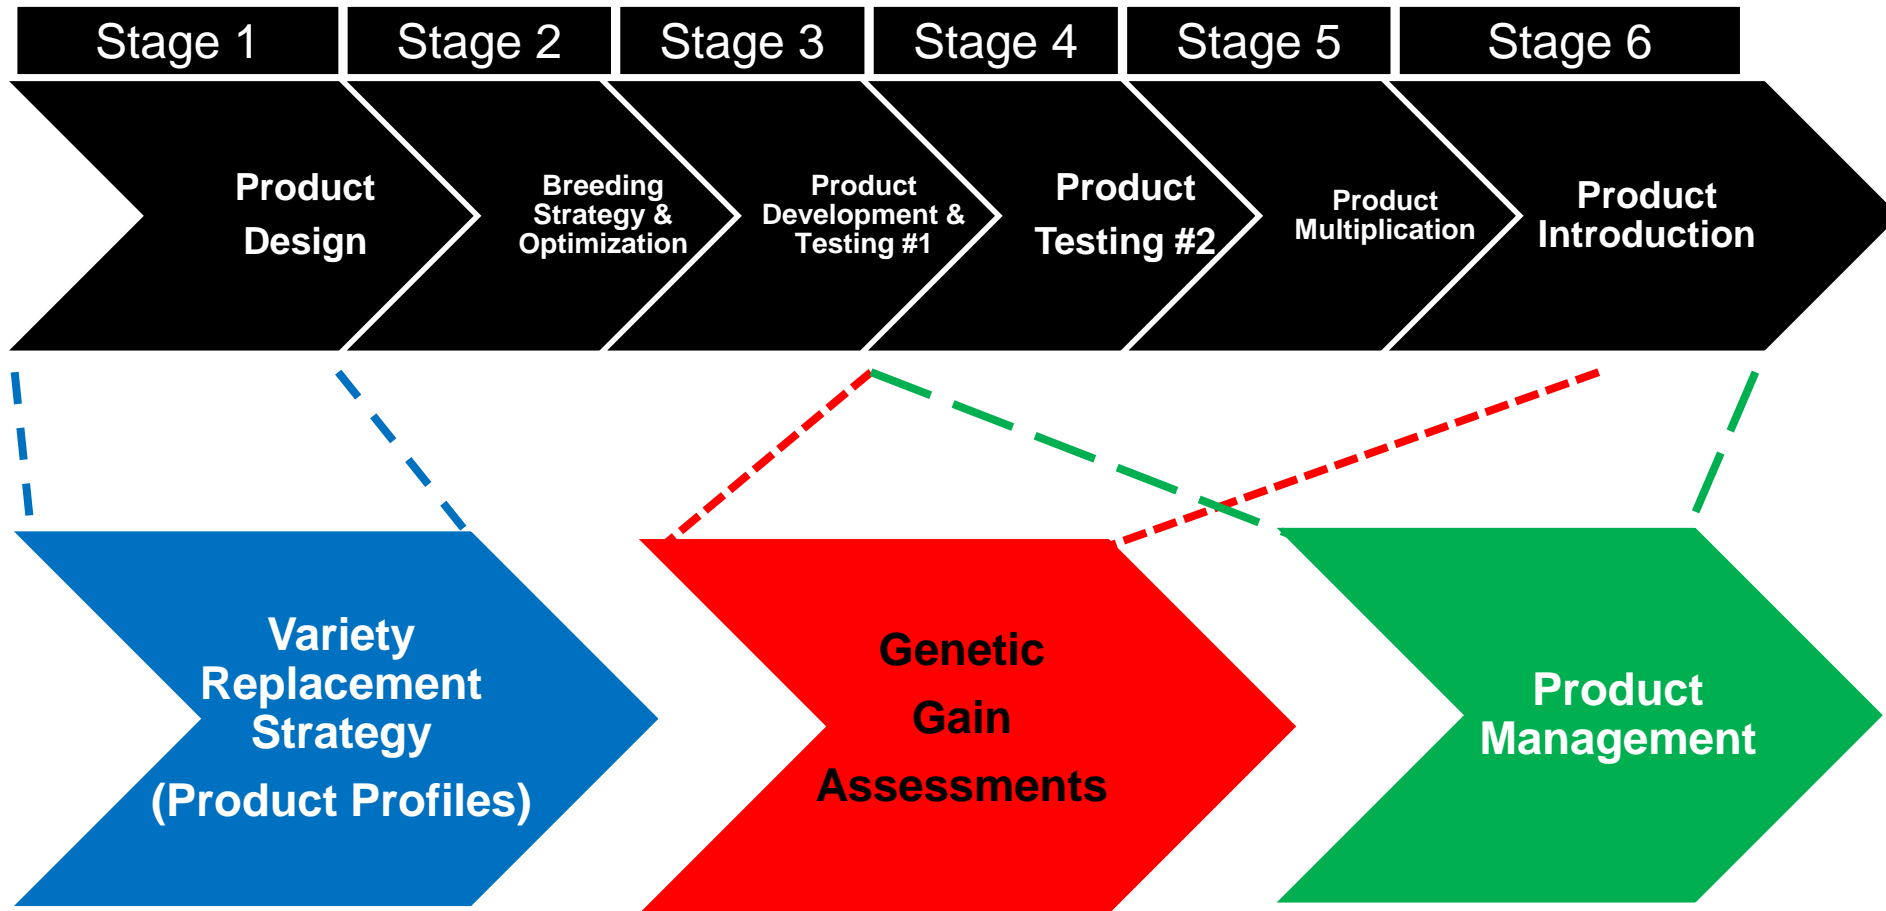 Stage 1
Stage 2
Stage 3
Stage 4
Stage 5
Stage 6
Product
Design
Breeding
Strategy &
Optimization
Product
Development &
Testing #1
Product
Testing #2
Product
Multiplication
Product
Introduction
Variety
Replacement
Strategy
(Product Profiles)
Genetic
Gain
Assessments
Product
Management